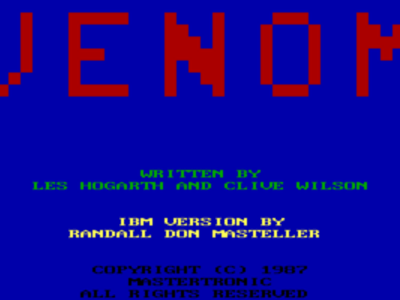 VENOM
WRITTEN BY
LES HOGARTH AND CLIVE WILSON
IBM VERSION BY
RANDALL DON MASTELLER
COPYRIGHT (C) 1987
MASTERTRONIC
ALL RIGHTS RESERVED